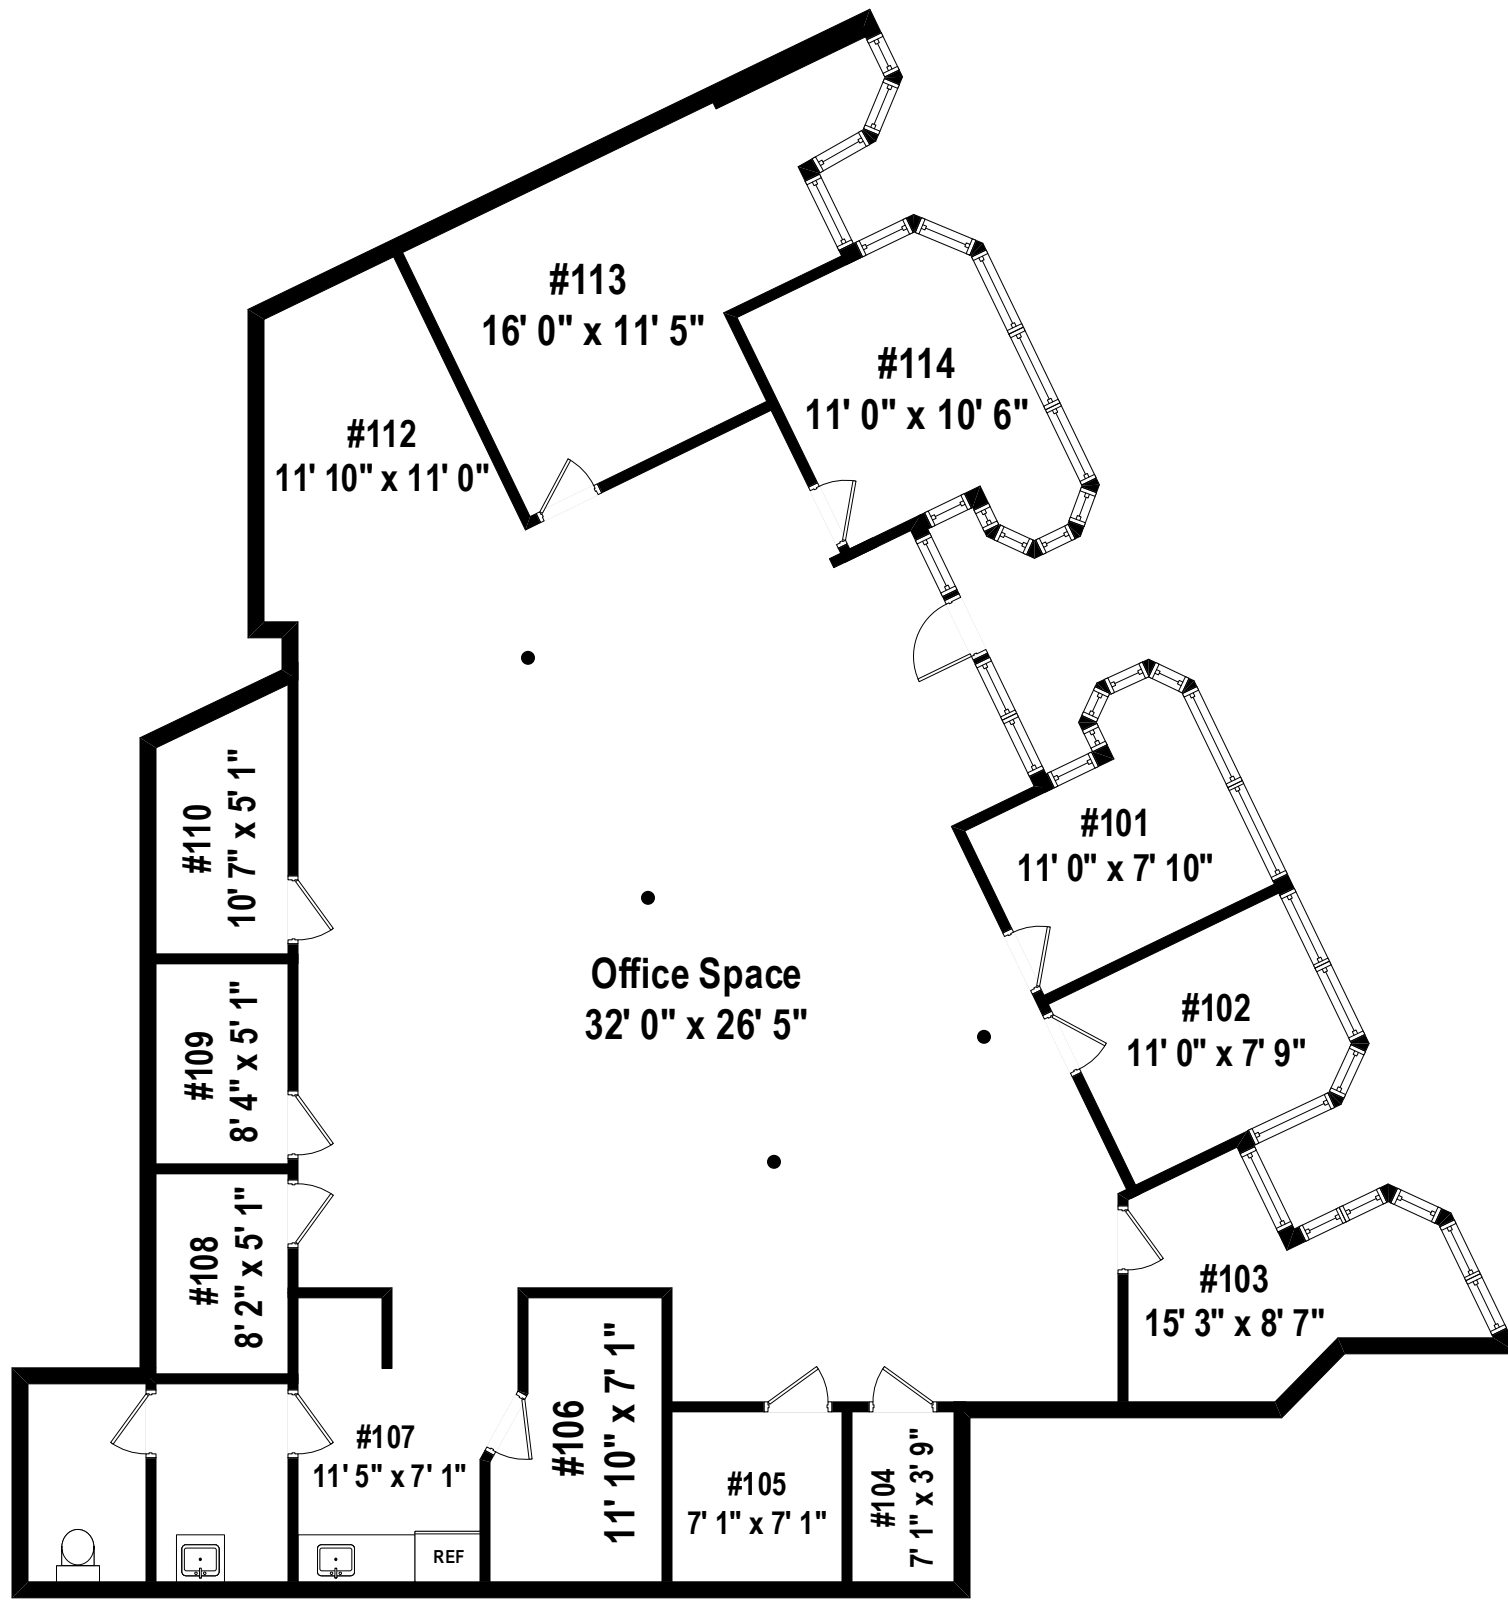 #113
16' 0" x 11' 5"
#114
11' 0" x 10' 6"
#112
11' 10" x 11' 0"
#110
10' 7" x 5' 1"
#101
11' 0" x 7' 10"
Office Space
32' 0" x 26' 5"
#102
11' 0" x 7' 9"
#109
8' 4" x 5' 1"
#108
8' 2" x 5' 1"
#103
15' 3" x 8' 7"
#107
11' 5" x 7' 1"
#106
11' 10" x 7' 1"
#105
7' 1" x 7' 1"
#104
7' 1" x 3' 9"
REF